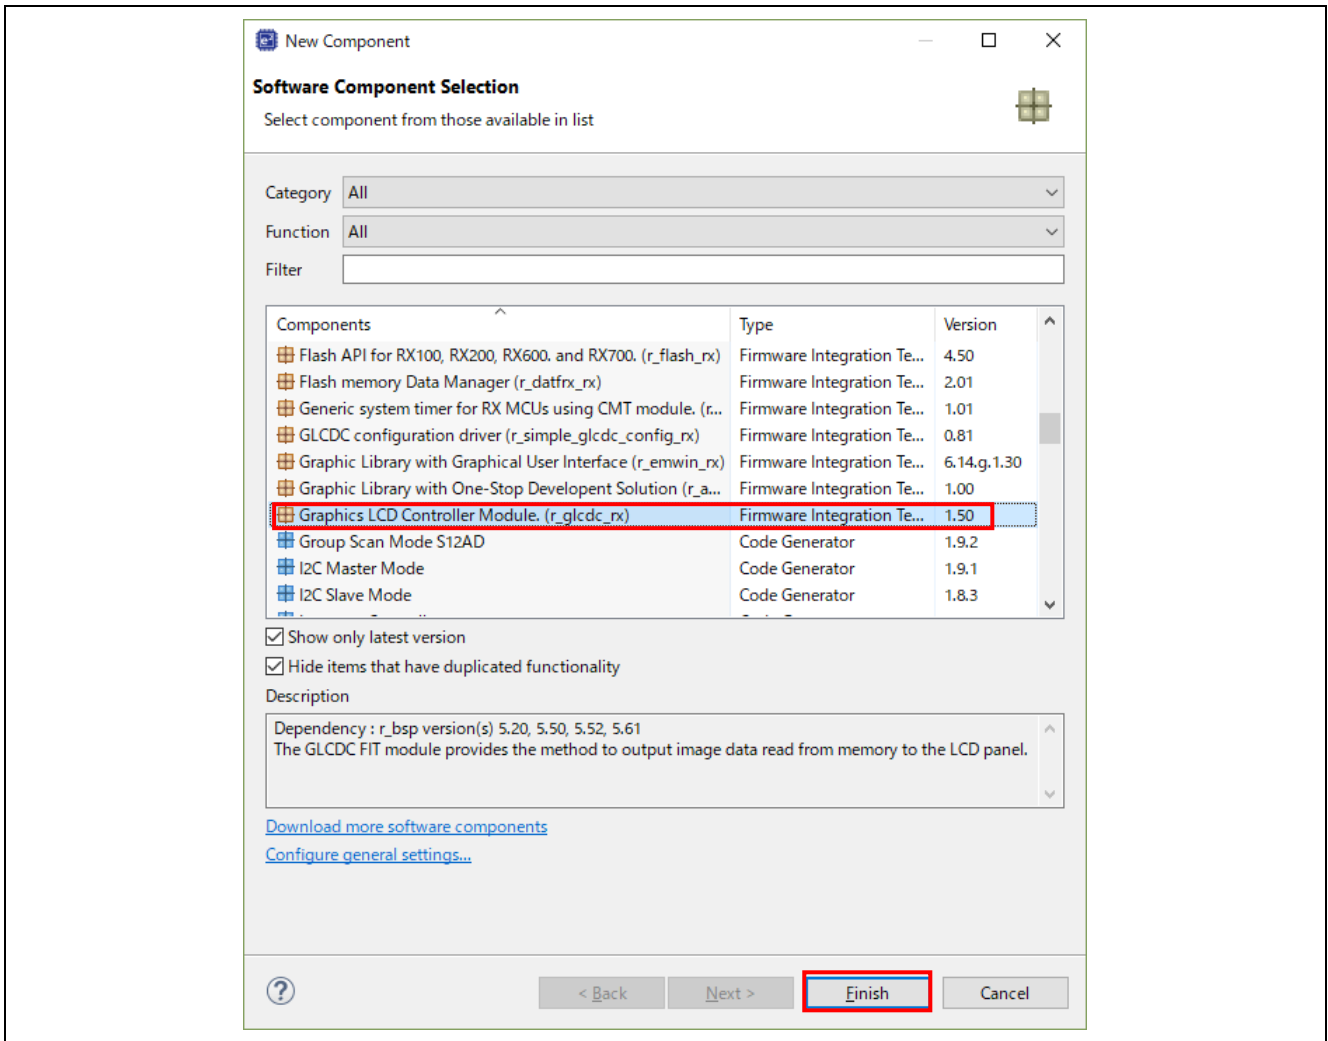 New Component
Software Component Selection
Select component from those available in list
Category All
Function All
Filter
Components Type Version
Flash API for RX100, RX200, RX600. and RX700. (r_flash_rx) Firmware Integration Te... 4.50
Flash memory Data Manager (r_datfrx_rx) Firmware Integration Te... 2.01
Generic system timer for RX MCUs using CMT module. (r... Firmware Integration Te... 1.01
GLCDC configuration driver (r_simple_glcdc_config_rx) Firmware Integration Te... 0.81
Graphic Library with Graphical User Interface (r_emwin_rx) Firmware Integration Te... 6.14.g.1.30
Graphic Library with One-Stop Developent Solution (r_a... Firmware Integration Te... 1.00
Graphics LCD Controller Module. (r_glcdc_rx) Firmware Integration Te... 1.50
Group Scan Mode S12AD Code Generator 1.9.2
I2C Master Mode Code Generator 1.9.1
I2C Slave Mode Code Generator 1.8.3
Show only latest version
Hide items that have duplicated functionality
Description
Dependency : r_bsp version(s) 5.20, 5.50, 5.52, 5.61
The GLCDC FIT module provides the method to output image data read from memory to the LCD panel.
Download more software components
Configure general settings...
< Back Next > Finish Cancel